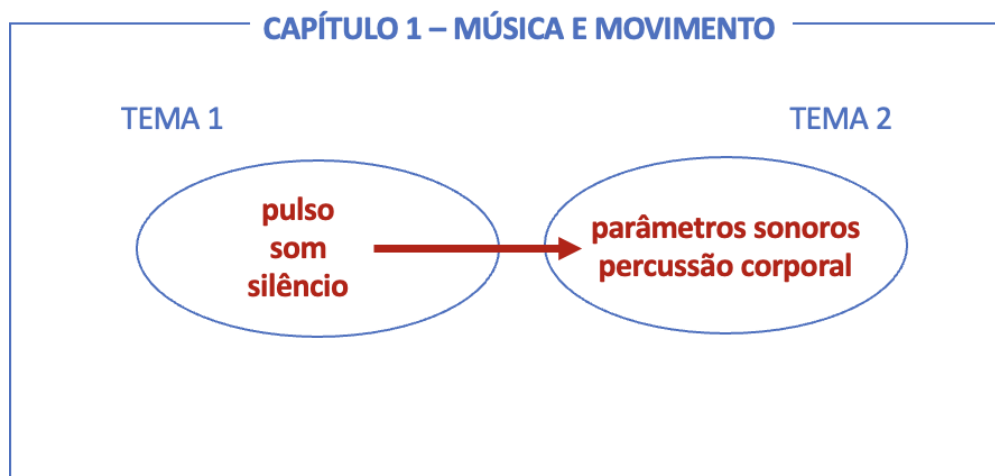 CAPÍTULO 1 – MÚSICA E MOVIMENTO
TEMA 1
TEMA 2
pulso
som
silêncio
parâmetros sonoros
percussão corporal